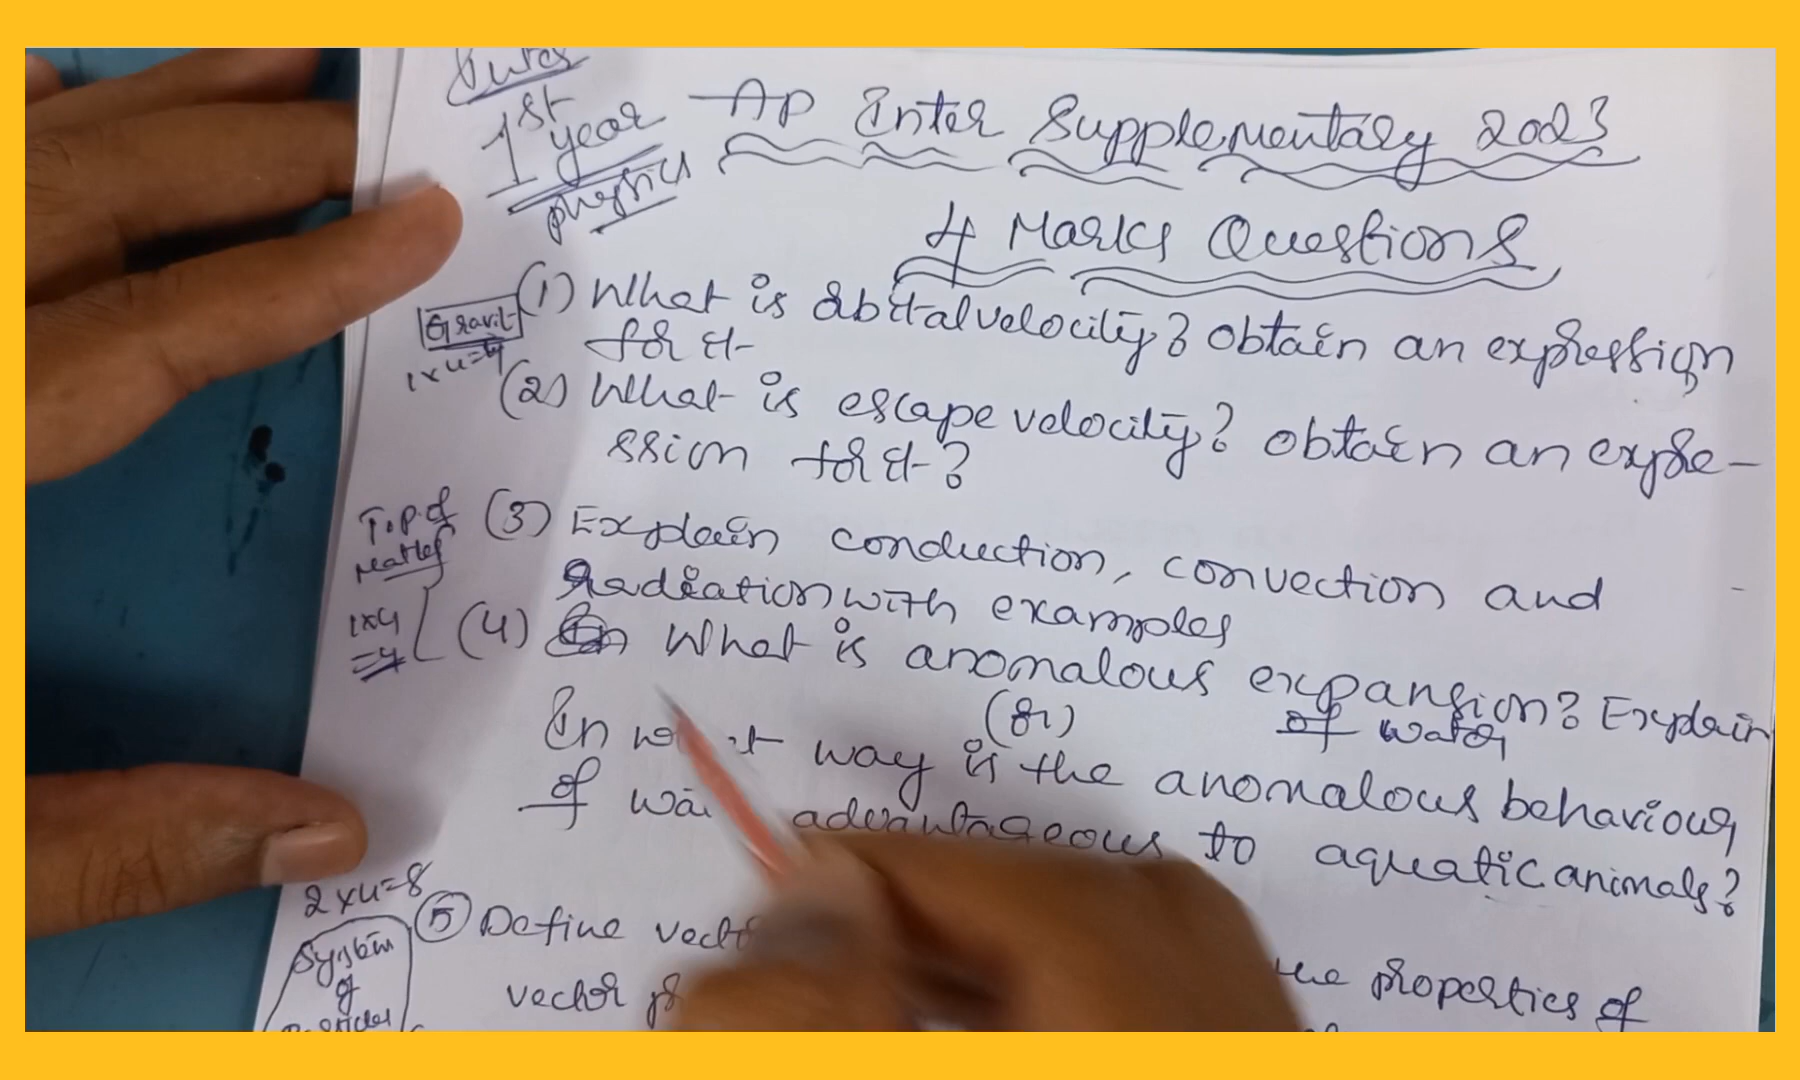 Inter
1st
year
physics
AP Inter Supplementary 2023
4 Marks Questions
Gravit-
1x4=4
(1) What is orbital velocity? obtain an expression
for it-
(2) What is escape velocity? obtain an expre-
ssion for it-?
T.P.of
Matter
1x4
=4
(3) Explain conduction, convection and
radiation with examples
(4) What is anomalous expansion? Explain
(or) of water
In what way is the anomalous behaviour
of advantageous to aquatic animals?
2x4=8
System
of
Particles
(5) Define the properties of
vector